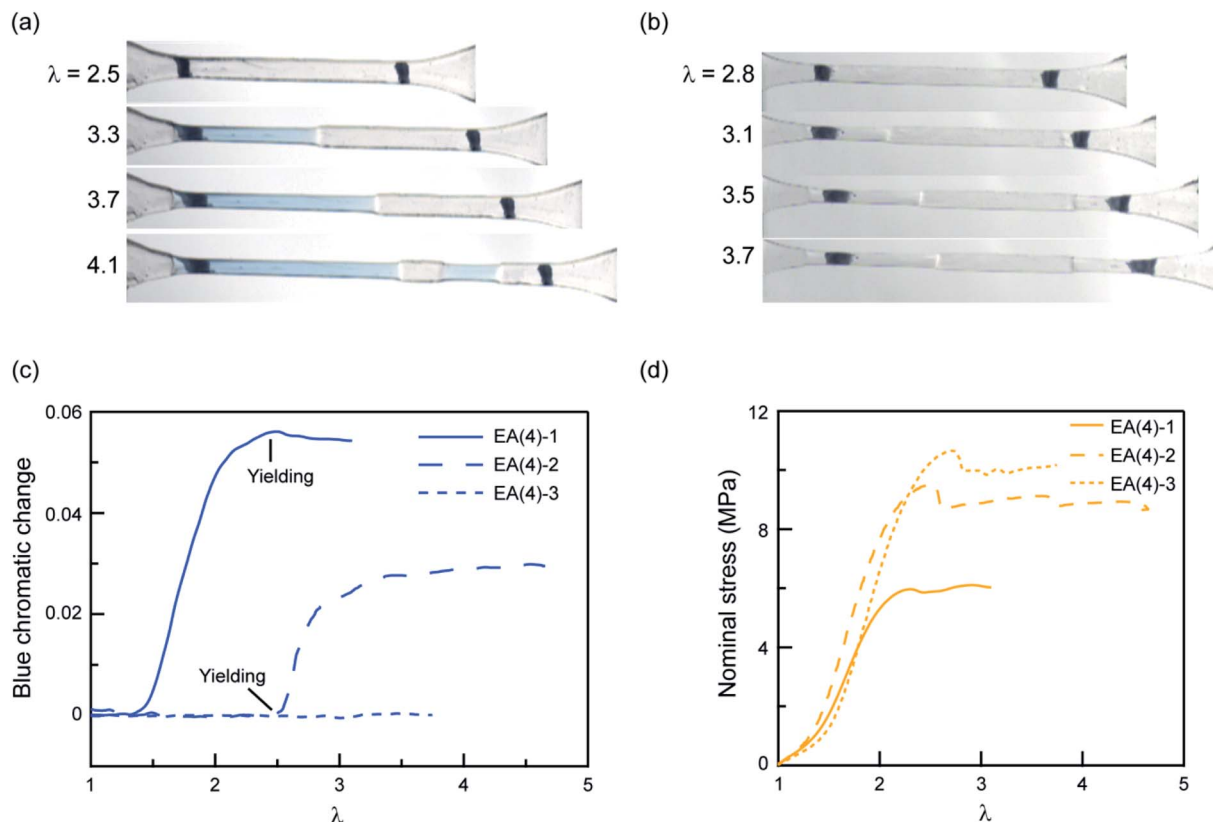 (a)
λ = 2.5
3.3
3.7
4.1
(b)
λ = 2.8
3.1
3.5
3.7
(c)
0.06
0.04
0.02
0
Blue chromatic change
EA(4)-1
EA(4)-2
EA(4)-3
Yielding
Yielding
1 2 3 4 5
λ
(d)
12
8
4
0
Nominal stress (MPa)
EA(4)-1
EA(4)-2
EA(4)-3
1 2 3 4 5
λ